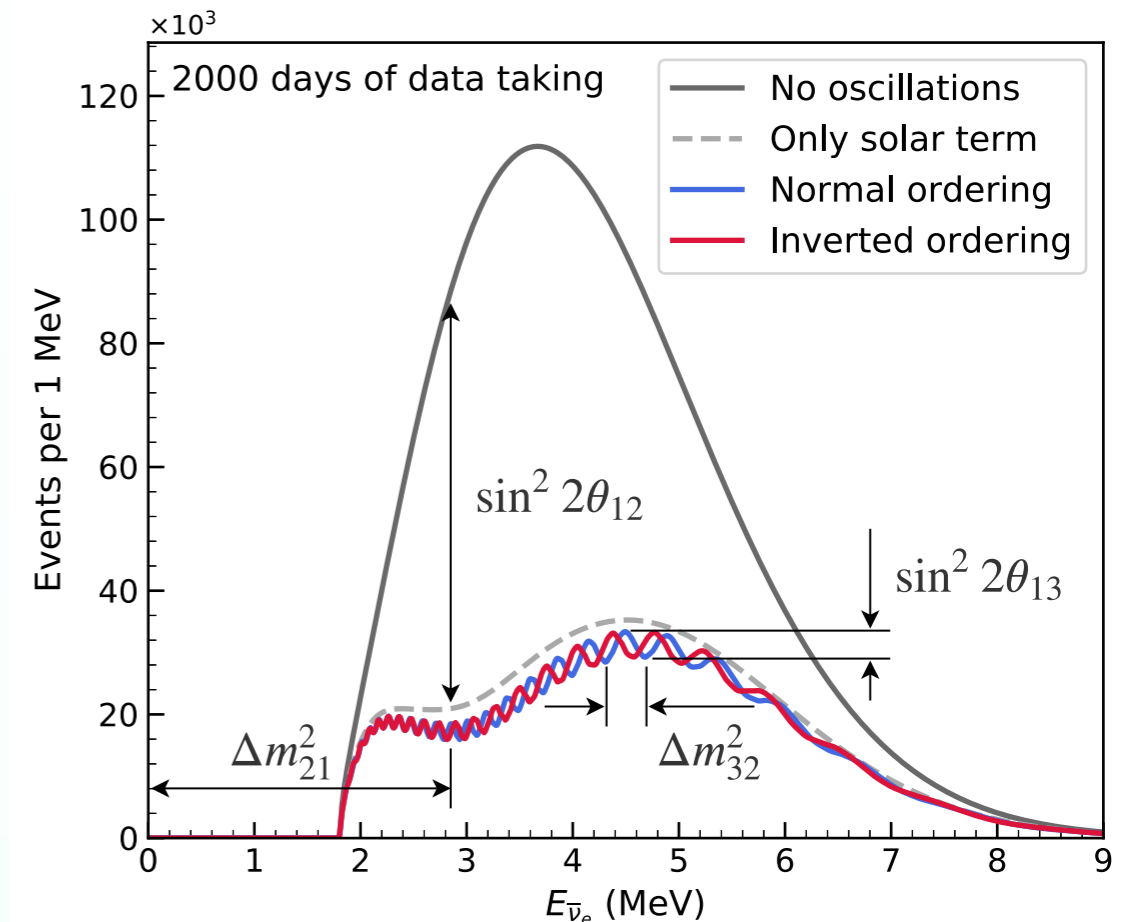 ×10³
2000 days of data taking
No oscillations
Only solar term
Normal ordering
Inverted ordering
120
100
80
60
40
20
0
Events per 1 MeV
sin² 2θ₁₂
sin² 2θ₁₃
Δm²₂₁
Δm²₃₂
0 1 2 3 4 5 6 7 8 9
E_ν̅ₑ (MeV)